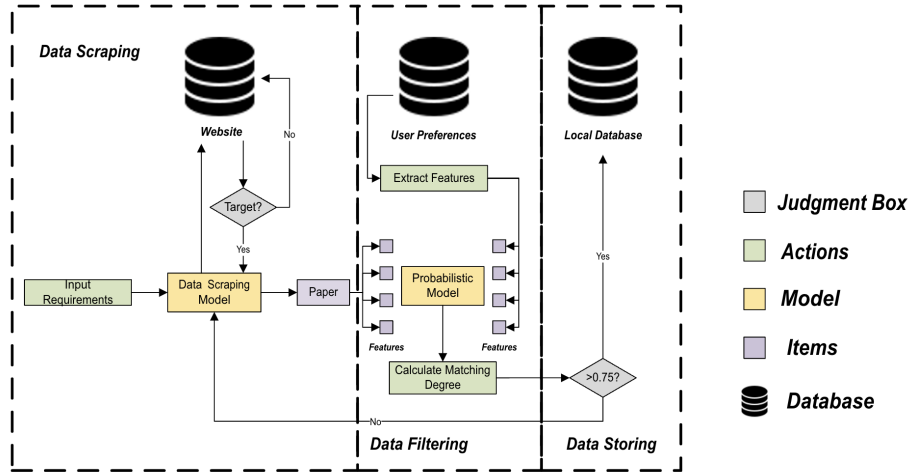 Data Scraping
Website
User Preferences
Local Database
No
Extract Features
Target?
Yes
Yes
Input
Requirements
Data Scraping
Model
Paper
Probabilistic
Model
Features
Features
Calculate Matching
Degree
>0.75?
No
Data Filtering
Data Storing
Judgment Box
Actions
Model
Items
Database